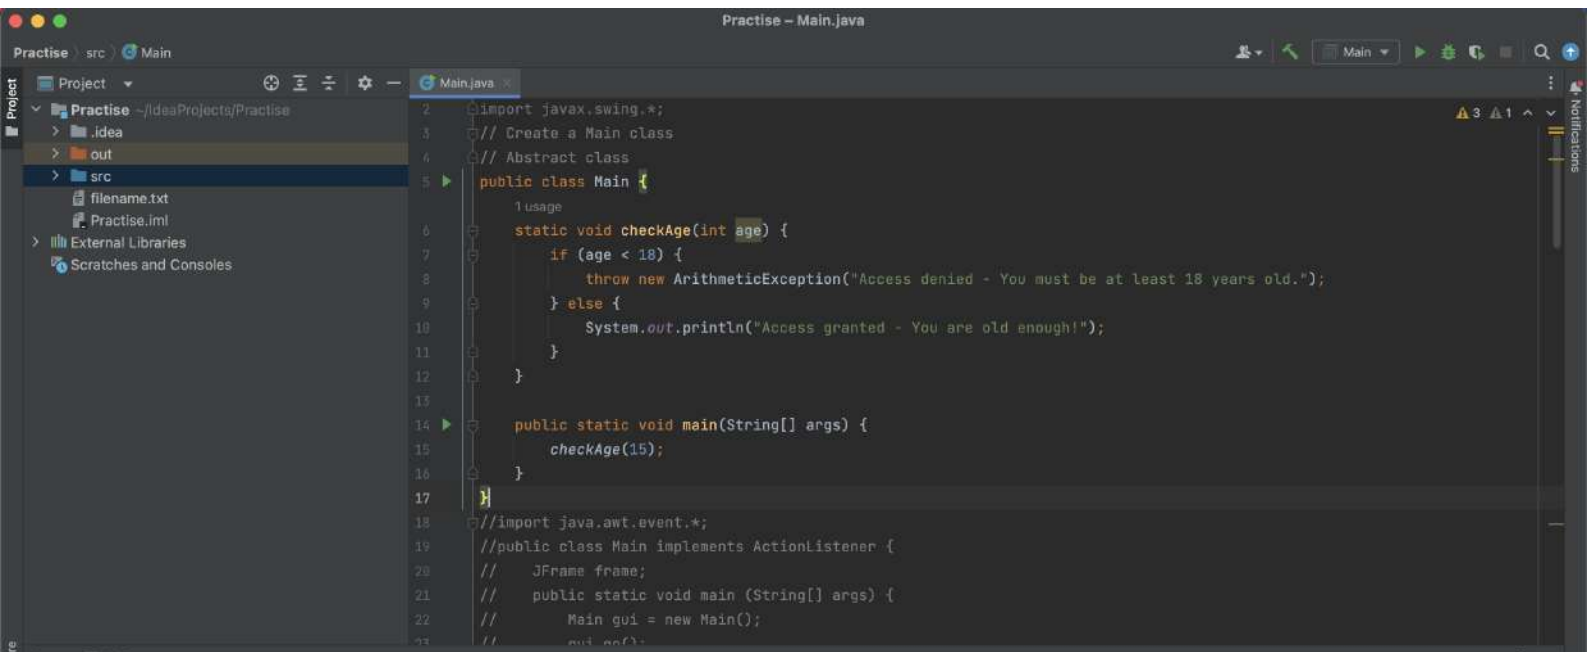 Practise – Main.java
Practise src Main
Main
Project
Main.java
Project
Practise ~/IdeaProjects/Practise
.idea
out
src
filename.txt
Practise.iml
External Libraries
Scratches and Consoles
2 import javax.swing.*;
3 // Create a Main class
4 // Abstract class
5 public class Main {
1 usage
6 static void checkAge(int age) {
7 if (age < 18) {
8 throw new ArithmeticException("Access denied - You must be at least 18 years old.");
9 } else {
10 System.out.println("Access granted - You are old enough!");
11 }
12 }
13
14 public static void main(String[] args) {
15 checkAge(15);
16 }
17 }
18 //import java.awt.event.*;
19 //public class Main implements ActionListener {
20 // JFrame frame;
21 // public static void main (String[] args) {
22 // Main gui = new Main();
23 //
3 1
Notifications